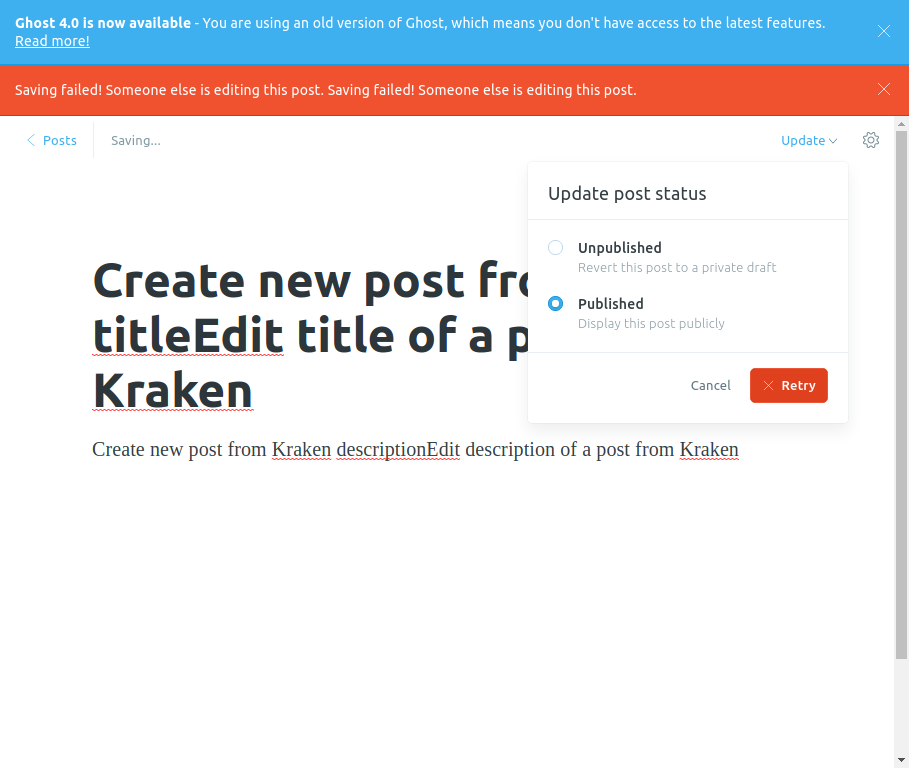 Ghost 4.0 is now available - You are using an old version of Ghost, which means you don't have access to the latest features.
Read more!
Saving failed! Someone else is editing this post. Saving failed! Someone else is editing this post.
Posts
Saving...
Update
Update post status
Unpublished
Revert this post to a private draft
Published
Display this post publicly
Cancel
Retry
Create new post
titleEdit title of a
Kraken
Create new post from Kraken descriptionEdit description of a post from Kraken